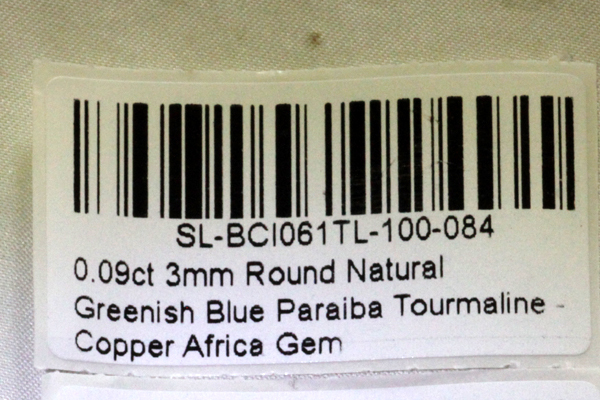 SL-BCI061TL-100-084
0.09ct 3mm Round Natural
Greenish Blue Paraiba Tourmaline -
Copper Africa Gem